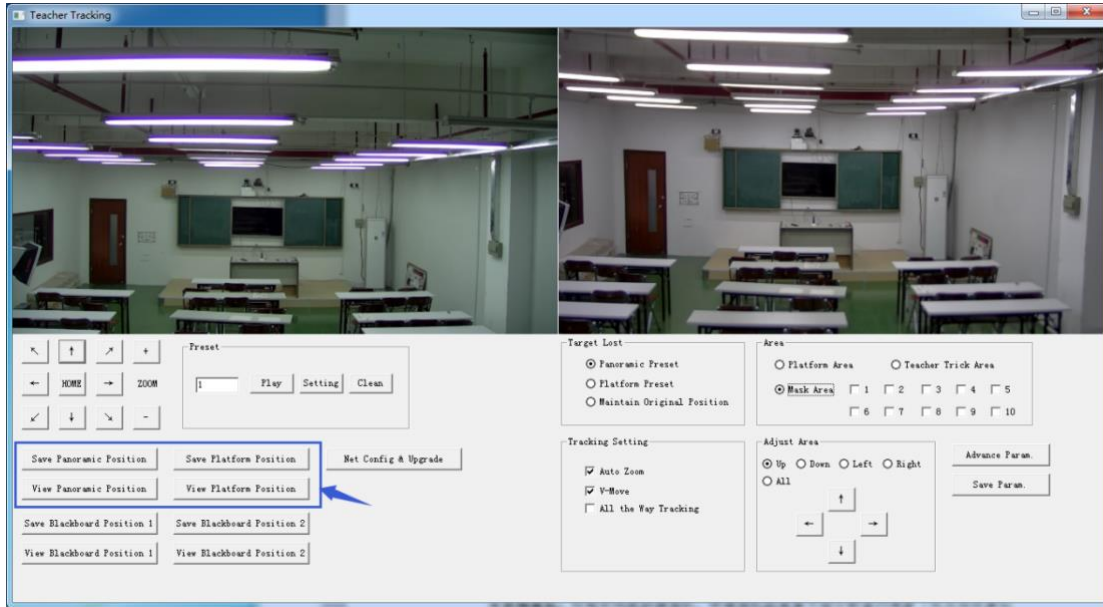 Teacher Tracking
↖ ↑ ↗ +
← HOME → ZOOM
↙ ↓ ↘ -
Preset
1 Play Setting Clean
Save Panoramic Position Save Platform Position Net Config & Upgrade
View Panoramic Position View Platform Position
Save Blackboard Position 1 Save Blackboard Position 2
View Blackboard Position 1 View Blackboard Position 2
Target Lost
Panoramic Preset
Platform Preset
Maintain Original Position
Area
Platform Area Teacher Trick Area
Mask Area 1 2 3 4 5
6 7 8 9 10
Tracking Setting
Auto Zoom
V-Move
All the Way Tracking
Adjust Area
Up Down Left Right
All
↑
← →
↓
Advance Param.
Save Param.